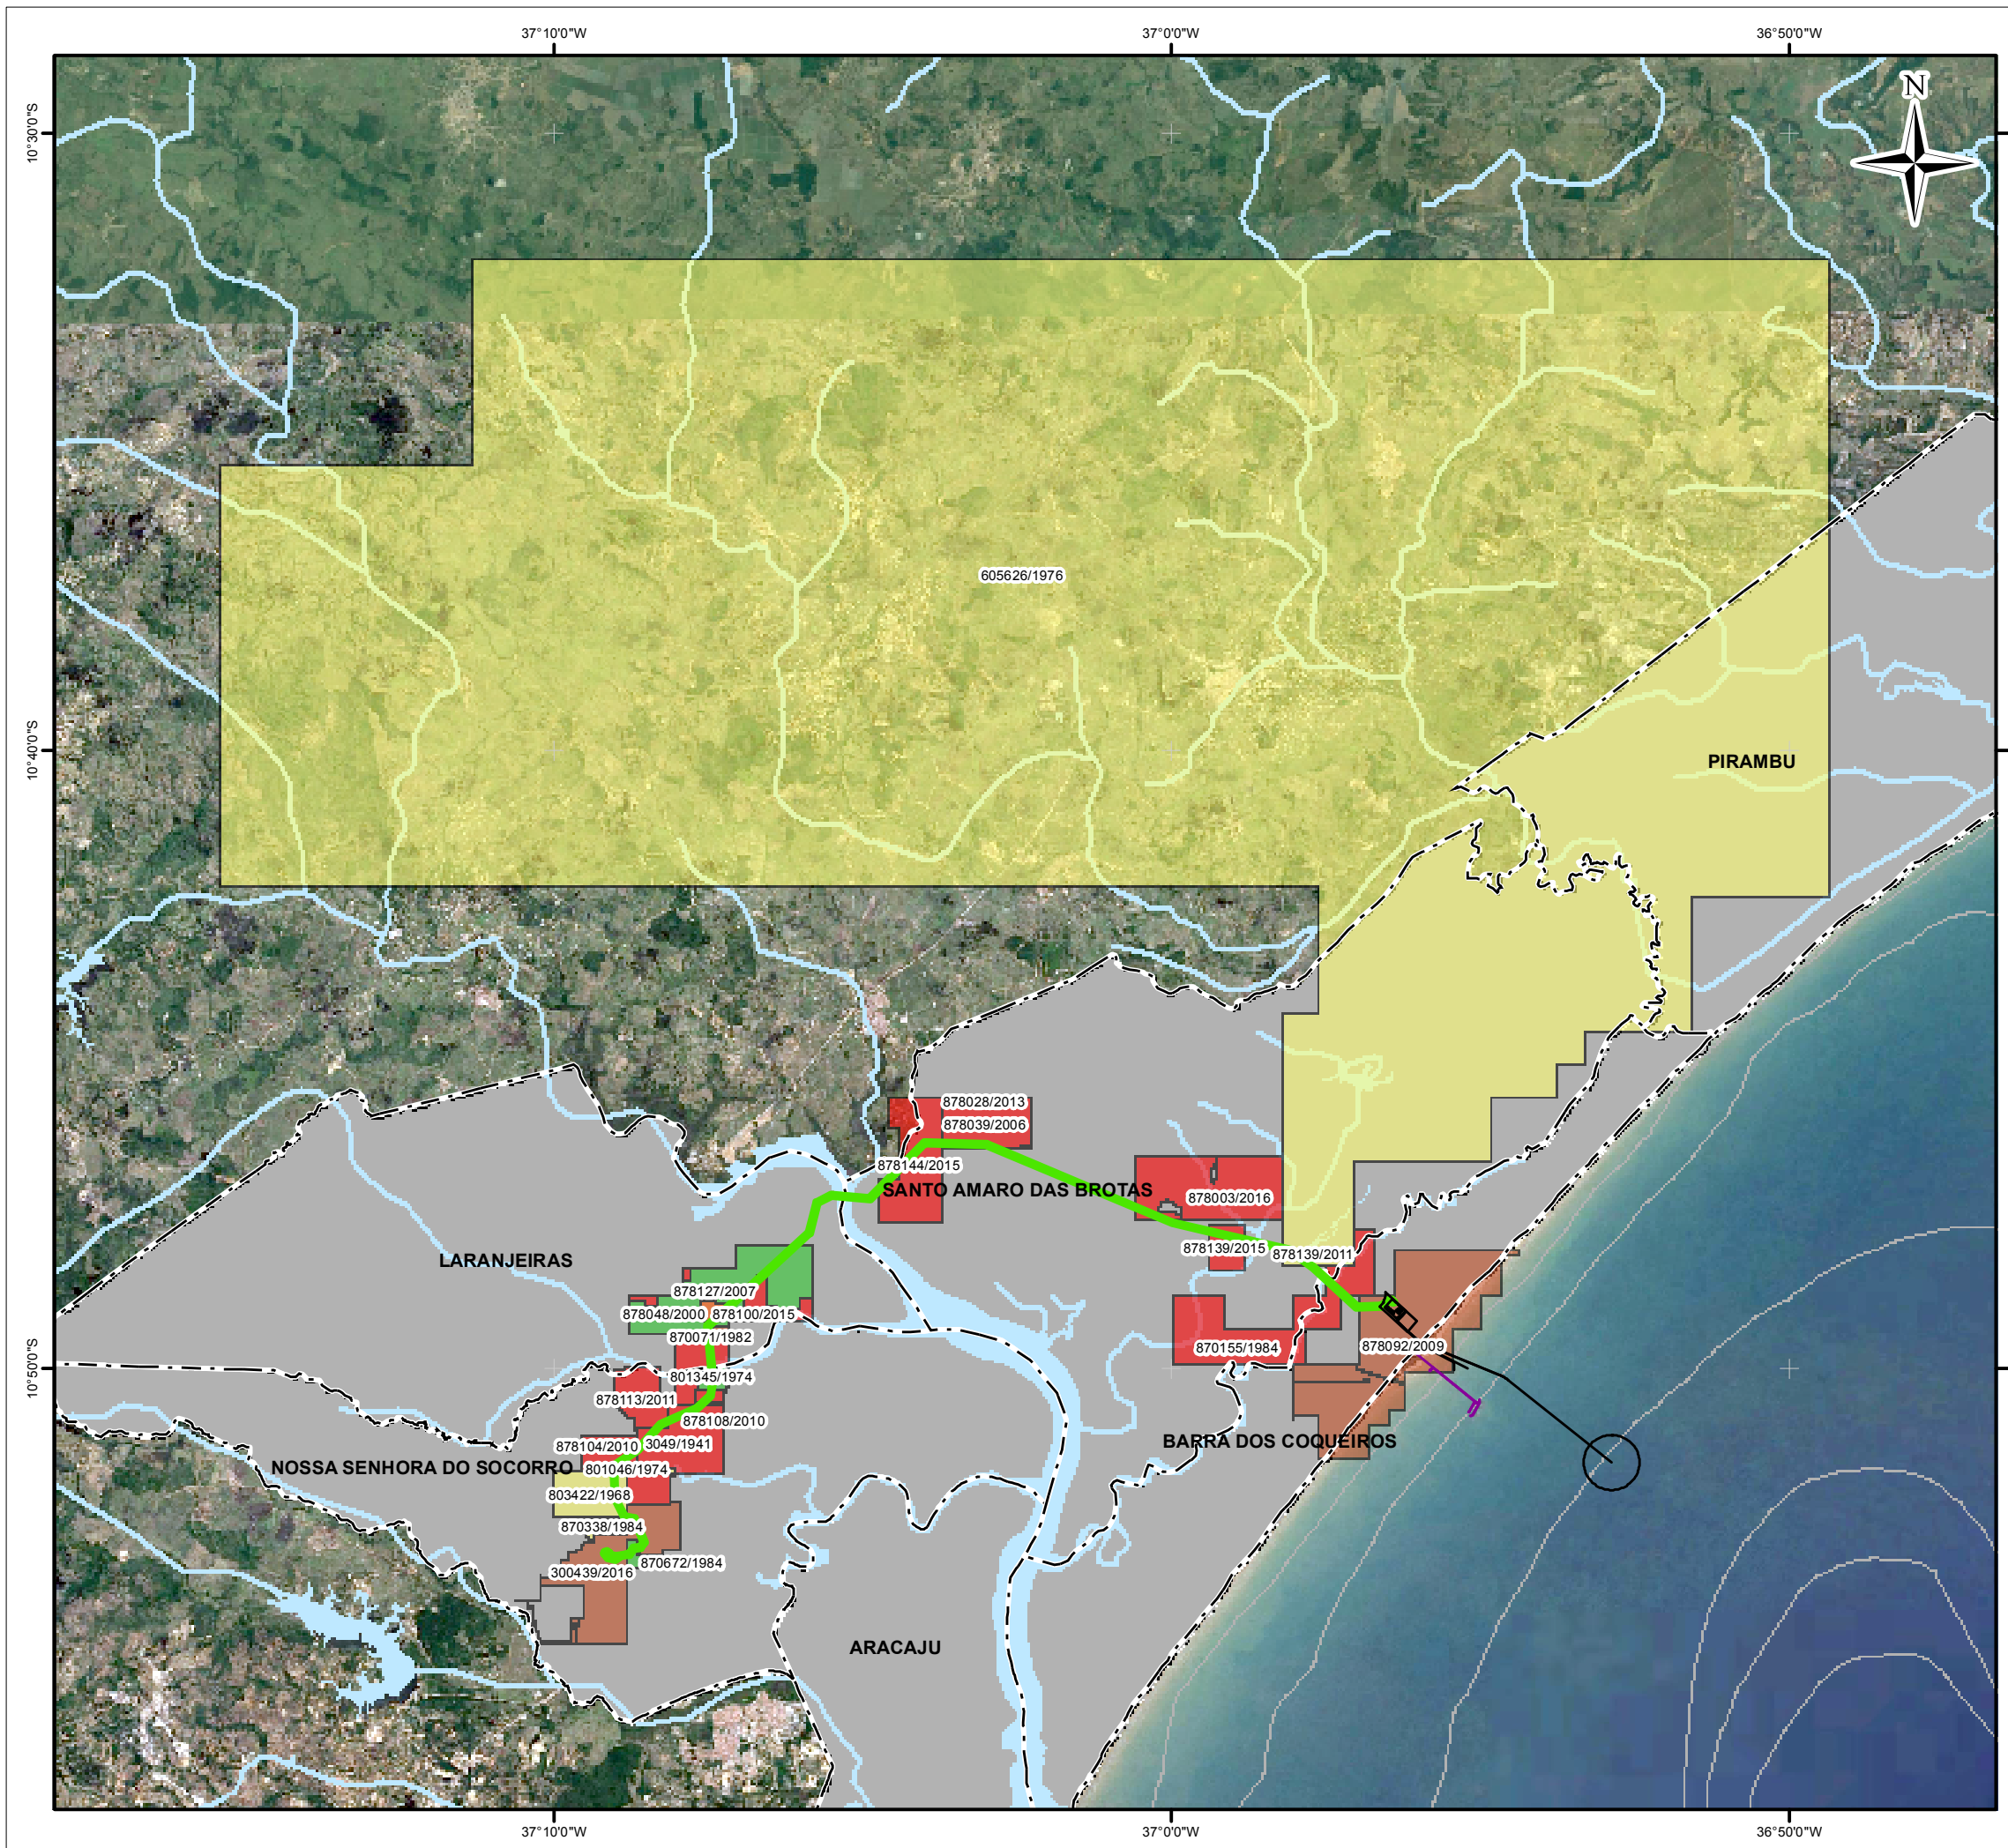 37°10'0"W
37°0'0"W
36°50'0"W
10°30'0"S
N
605626/1976
10°40'0"S
PIRAMBU
878028/2013
878039/2006
878144/2015
SANTO AMARO DAS BROTAS
878003/2016
878139/2015
878139/2011
LARANJEIRAS
878127/2007
878048/2000
878100/2015
870071/1982
870155/1984
878092/2009
10°50'0"S
801345/1974
878113/2011
878108/2010
878104/2010
3049/1941
BARRA DOS COQUEIROS
NOSSA SENHORA DO SOCORRO
801046/1974
803422/1968
870338/1984
870672/1984
300439/2016
ARACAJU
37°10'0"W
37°0'0"W
36°50'0"W